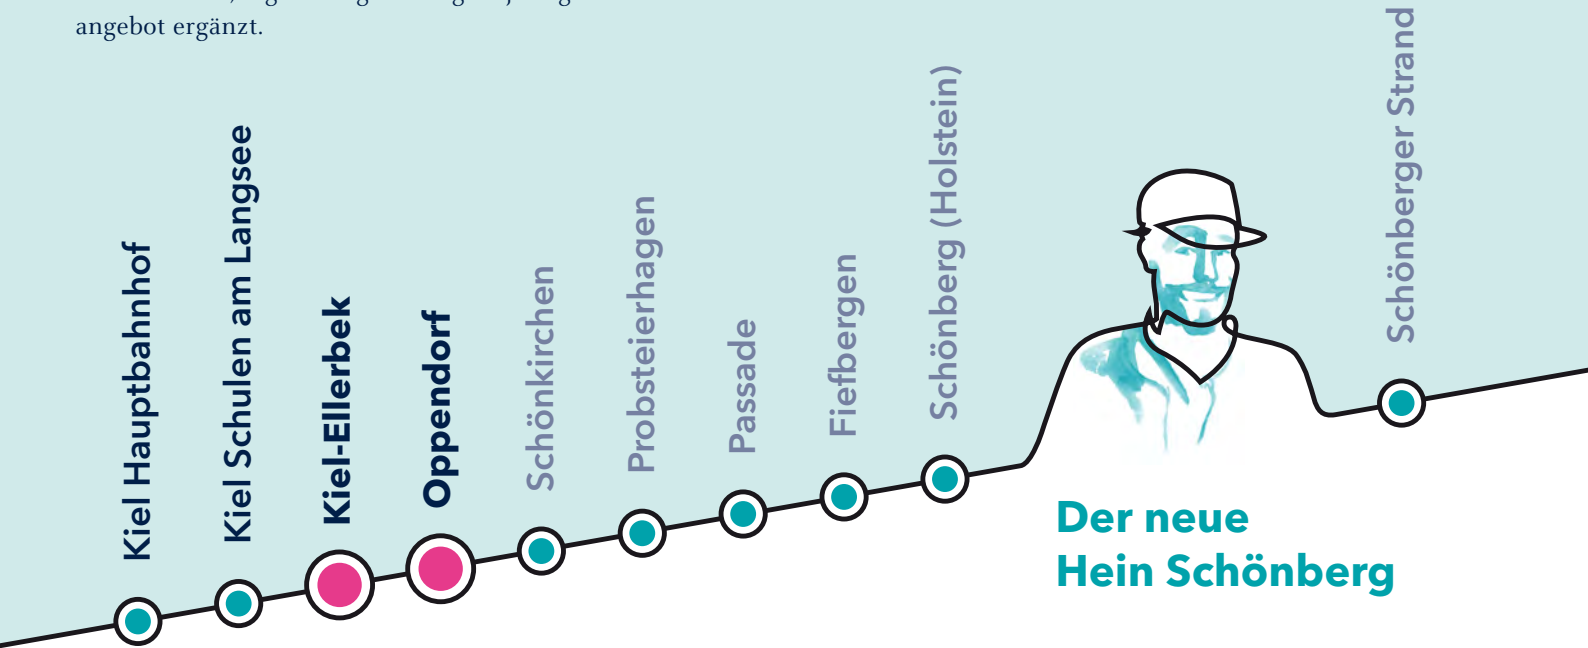 angebot ergänzt.
Kiel Hauptbahnhof
Kiel Schulen am Langsee
Kiel-Ellerbek
Oppendorf
Schönkirchen
Probsteierhagen
Passade
Fiefbergen
Schönberg (Holstein)
Schönberger Strand
Der neue
Hein Schönberg